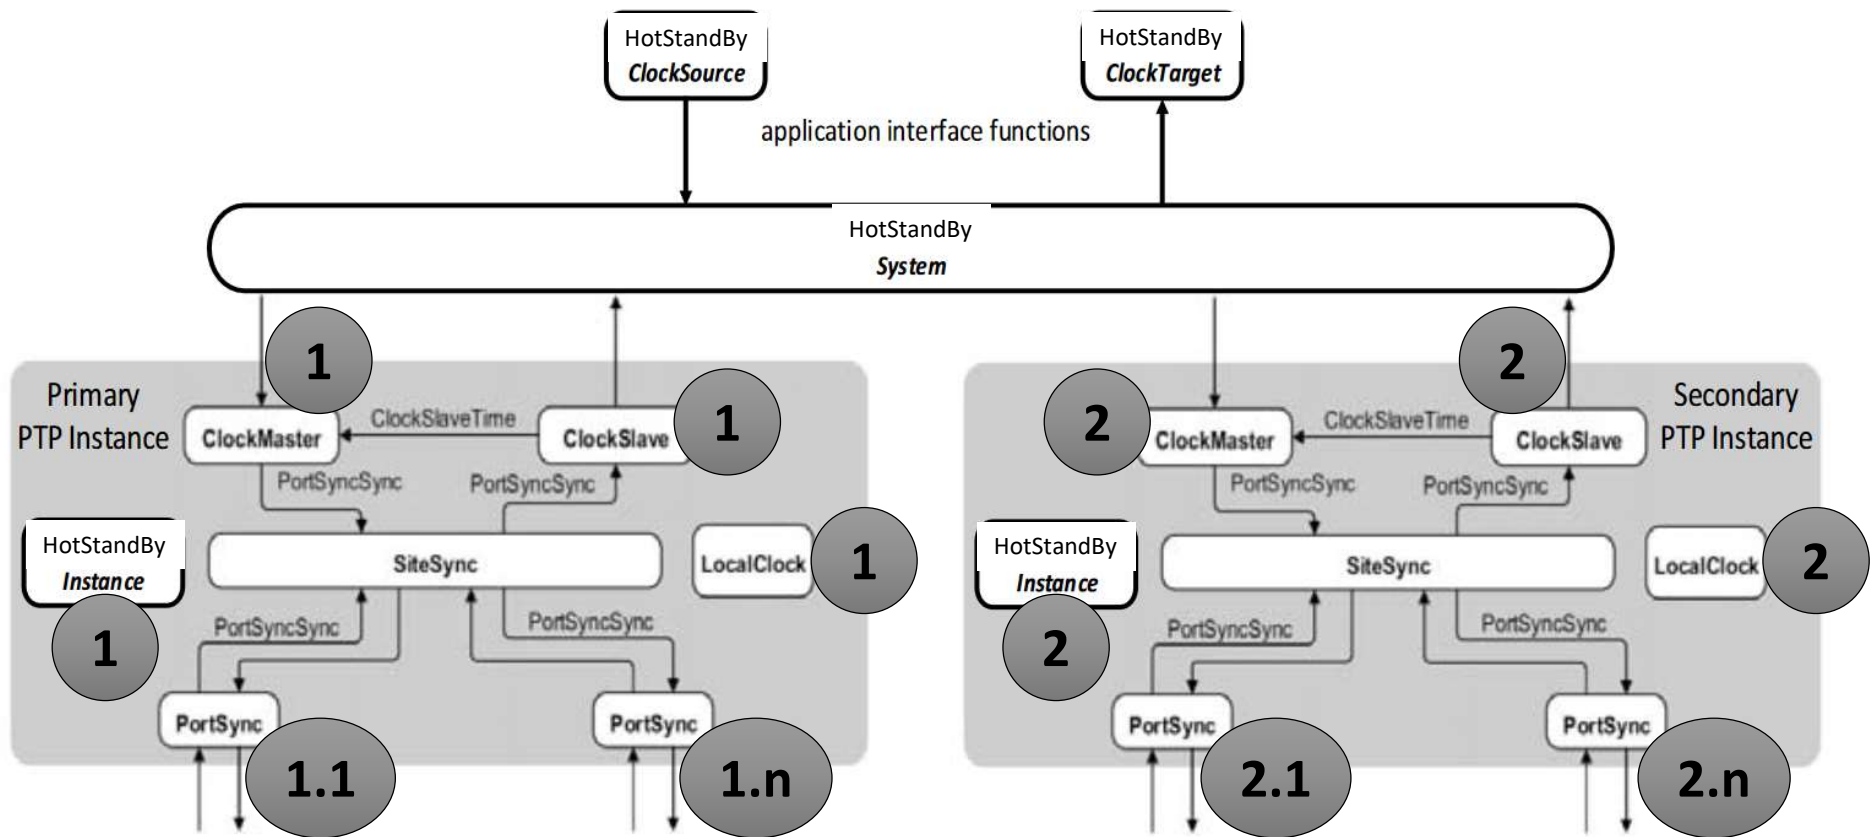 HotStandBy
ClockSource
HotStandBy
ClockTarget
application interface functions
HotStandBy
System
Primary
PTP Instance
1
ClockMaster
ClockSlaveTime
ClockSlave
1
PortSyncSync
PortSyncSync
HotStandBy
Instance
1
SiteSync
LocalClock
1
PortSyncSync
PortSyncSync
PortSync
1.1
PortSync
1.n
Secondary
PTP Instance
2
2
ClockMaster
ClockSlaveTime
ClockSlave
PortSyncSync
PortSyncSync
HotStandBy
Instance
2
SiteSync
LocalClock
2
PortSyncSync
PortSyncSync
PortSync
2.1
PortSync
2.n